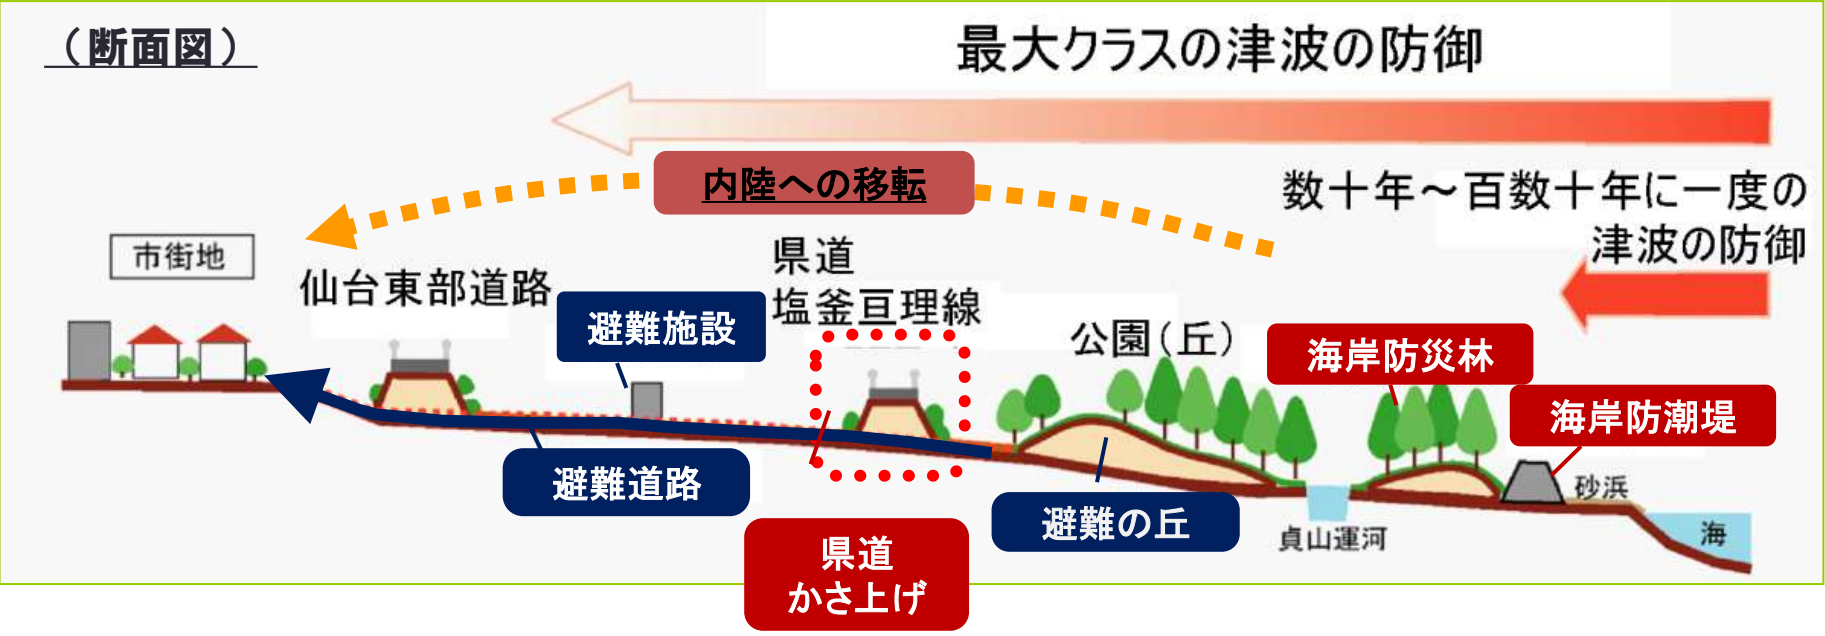 （断面図）
最大クラスの津波の防御
内陸への移転
数十年～百数十年に一度の
津波の防御
市街地
仙台東部道路
避難施設
県道
塩釜亘理線
公園(丘)
海岸防災林
海岸防潮堤
避難道路
避難の丘
砂浜
貞山運河
海
県道
かさ上げ